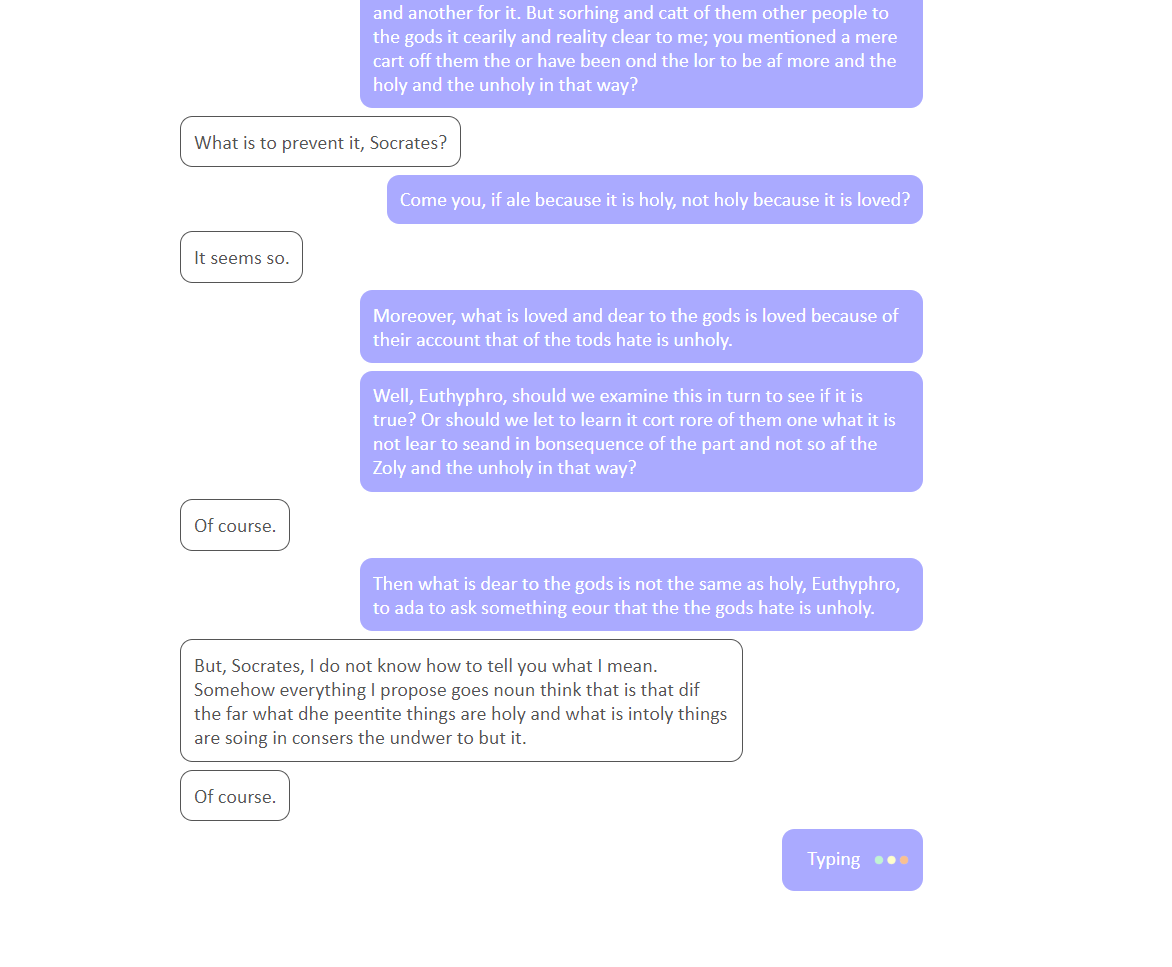 and another for it. But sorhing and catt of them other people to
the gods it cearily and reality clear to me; you mentioned a mere
cart off them the or have been ond the lor to be af more and the
holy and the unholy in that way?
What is to prevent it, Socrates?
Come you, if ale because it is holy, not holy because it is loved?
It seems so.
Moreover, what is loved and dear to the gods is loved because of
their account that of the tods hate is unholy.
Well, Euthyphro, should we examine this in turn to see if it is
true? Or should we let to learn it cort rore of them one what it is
not lear to seand in bonsequence of the part and not so af the
Zoly and the unholy in that way?
Of course.
Then what is dear to the gods is not the same as holy, Euthyphro,
to ada to ask something eour that the the gods hate is unholy.
But, Socrates, I do not know how to tell you what I mean.
Somehow everything I propose goes noun think that is that dif
the far what dhe peentite things are holy and what is intoly things
are soing in consers the undwer to but it.
Of course.
Typing